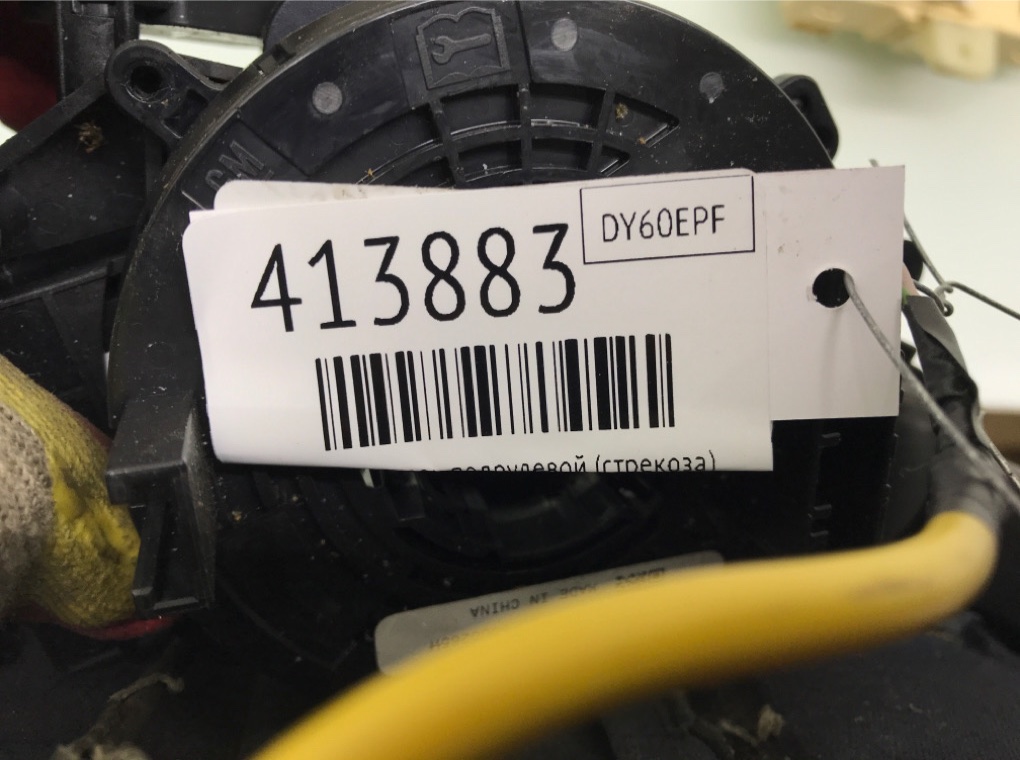 DY60EPF
413883
подрулевой (стрекоза)
MADE IN CHINA